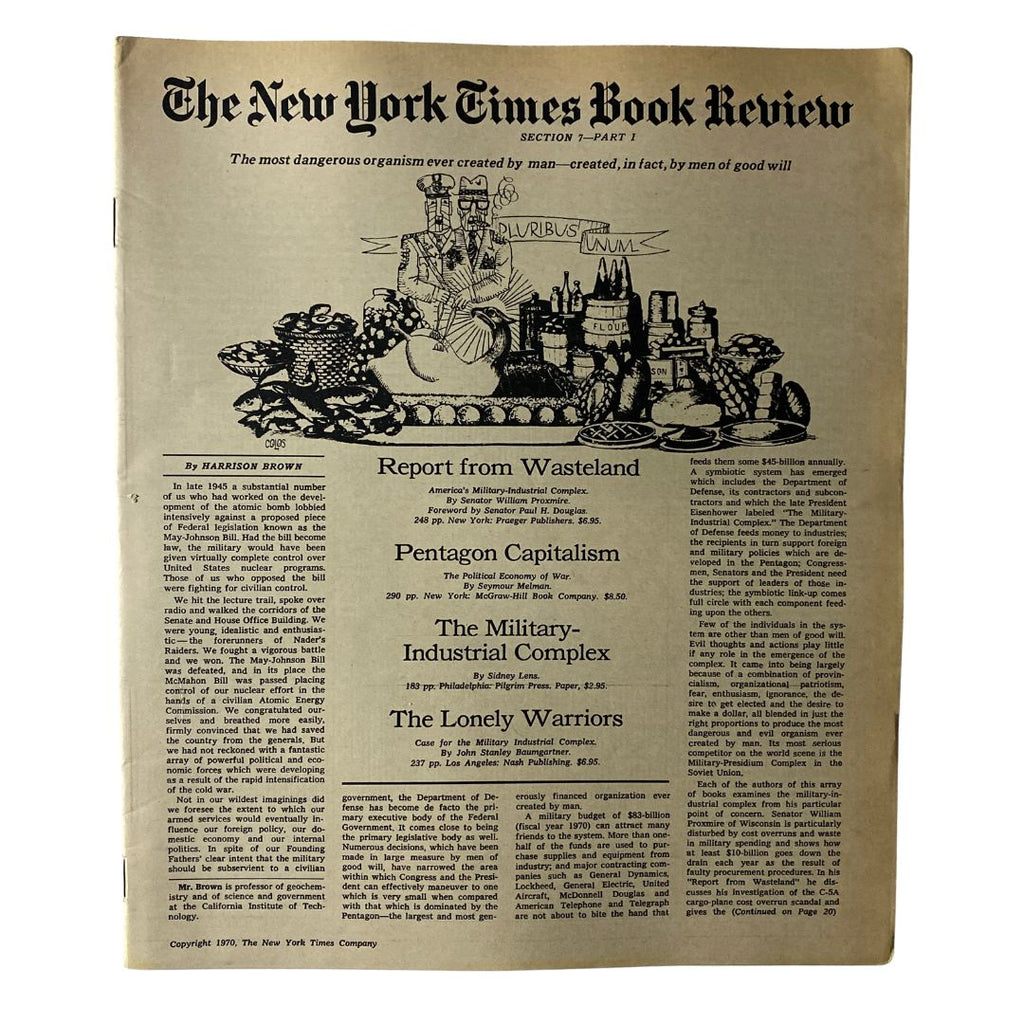 The New York Times Book Review
SECTION 7—PART I
The most dangerous organism ever created by man—created, in fact, by men of good will
PLURIBUS
UNUM
FLOUR
SON
COLOS
By HARRISON BROWN
In late 1945 a substantial number
of us who had worked on the devel-
opment of the atomic bomb lobbied
intensively against a proposed piece
of Federal legislation known as the
May-Johnson Bill. Had the bill become
law, the military would have been
given virtually complete control over
United States nuclear programs.
Those of us who opposed the bill
were fighting for civilian control.
We hit the lecture trail, spoke over
radio and walked the corridors of the
Senate and House Office Building. We
were young, idealistic and enthusias-
tic—the forerunners of Nader's
Raiders. We fought a vigorous battle
and we won. The May-Johnson Bill
was defeated, and in its place the
McMahon Bill was passed placing
control of our nuclear effort in the
hands of a civilian Atomic Energy
Commission. We congratulated our-
selves and breathed more easily,
firmly convinced that we had saved
the country from the generals. But
we had not reckoned with a fantastic
array of powerful political and eco-
nomic forces which were developing
as a result of the rapid intensification
of the cold war.
Not in our wildest imaginings did
we foresee the extent to which our
armed services would eventually in-
fluence our foreign policy, our do-
mestic economy and our internal
politics. In spite of our Founding
Fathers' clear intent that the military
should be subservient to a civilian
Mr. Brown is professor of geochem-
istry and of science and government
at the California Institute of Tech-
nology.
Report from Wasteland
America's Military-Industrial Complex.
By Senator William Proxmire.
Foreword by Senator Paul H. Douglas.
248 pp. New York: Praeger Publishers. $6.95.
Pentagon Capitalism
The Political Economy of War.
By Seymour Melman.
290 pp. New York: McGraw-Hill Book Company. $8.50.
The Military-
Industrial Complex
By Sidney Lens.
183 pp. Philadelphia: Pilgrim Press. Paper, $2.95.
The Lonely Warriors
Case for the Military Industrial Complex.
By John Stanley Baumgartner.
237 pp. Los Angeles: Nash Publishing. $6.95.
government, the Department of De-
fense has become de facto the pri-
mary executive body of the Federal
Government. It comes close to being
the primary legislative body as well.
Numerous decisions, which have been
made in large measure by men of
good will, have narrowed the area
within which Congress and the Presi-
dent can effectively maneuver to one
which is very small when compared
with that which is dominated by the
Pentagon—the largest and most gen-
erously financed organization ever
created by man.
A military budget of $83-billion
(fiscal year 1970) can attract many
friends to the system. More than one-
half of the funds are used to pur-
chase supplies and equipment from
industry; and major contracting com-
panies such as General Dynamics,
Lockheed, General Electric, United
Aircraft, McDonnell Douglas and
American Telephone and Telegraph
are not about to bite the hand that
feeds them some $45-billion annually.
A symbiotic system has emerged
which includes the Department of
Defense, its contractors and subcon-
tractors and which the late President
Eisenhower labeled "The Military-
Industrial Complex." The Department
of Defense feeds money to industries;
the recipients in turn support foreign
and military policies which are de-
veloped in the Pentagon; Congress-
men, Senators and the President need
the support of leaders of those in-
dustries; the symbiotic link-up comes
full circle with each component feed-
ing upon the others.
Few of the individuals in the sys-
tem are other than men of good will.
Evil thoughts and actions play little
if any role in the emergence of the
complex. It came into being largely
because of a combination of provin-
cialism, organizational patriotism,
fear, enthusiasm, ignorance, the de-
sire to get elected and the desire to
make a dollar, all blended in just the
right proportions to produce the most
dangerous and evil organism ever
created by man. Its most serious
competitor on the world scene is the
Military-Presidium Complex in the
Soviet Union.
Each of the authors of this array
of books examines the military-in-
dustrial complex from his particular
point of concern. Senator William
Proxmire of Wisconsin is particularly
disturbed by cost overruns and waste
in military spending and shows how
at least $10-billion goes down the
drain each year as the result of
faulty procurement procedures. In his
"Report from Wasteland" he dis-
cusses his investigation of the C-5A
cargo-plane cost overrun scandal and
gives the (Continued on Page 20)
Copyright 1970, The New York Times Company